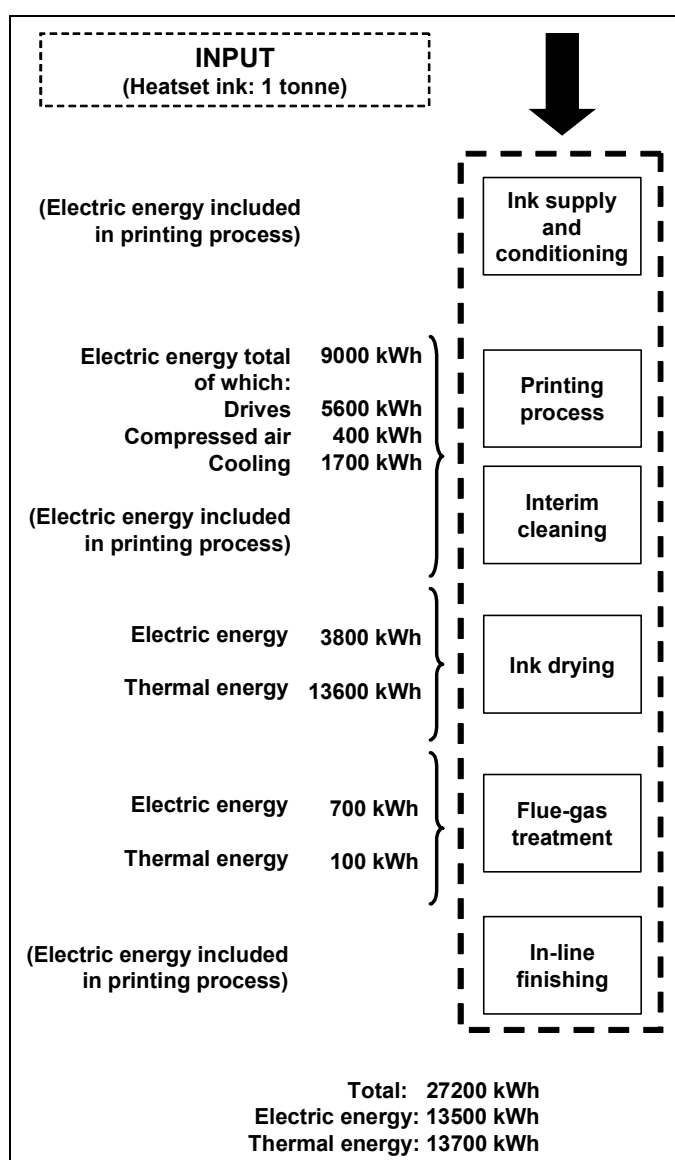 INPUT
(Heatset ink: 1 tonne)
(Electric energy included
in printing process)
Ink supply
and
conditioning
Electric energy total 9000 kWh
of which:
Drives 5600 kWh
Compressed air 400 kWh
Cooling 1700 kWh
Printing
process
(Electric energy included
in printing process)
Interim
cleaning
Electric energy 3800 kWh
Thermal energy 13600 kWh
Ink drying
Electric energy 700 kWh
Thermal energy 100 kWh
Flue-gas
treatment
(Electric energy included
in printing process)
In-line
finishing
Total: 27200 kWh
Electric energy: 13500 kWh
Thermal energy: 13700 kWh